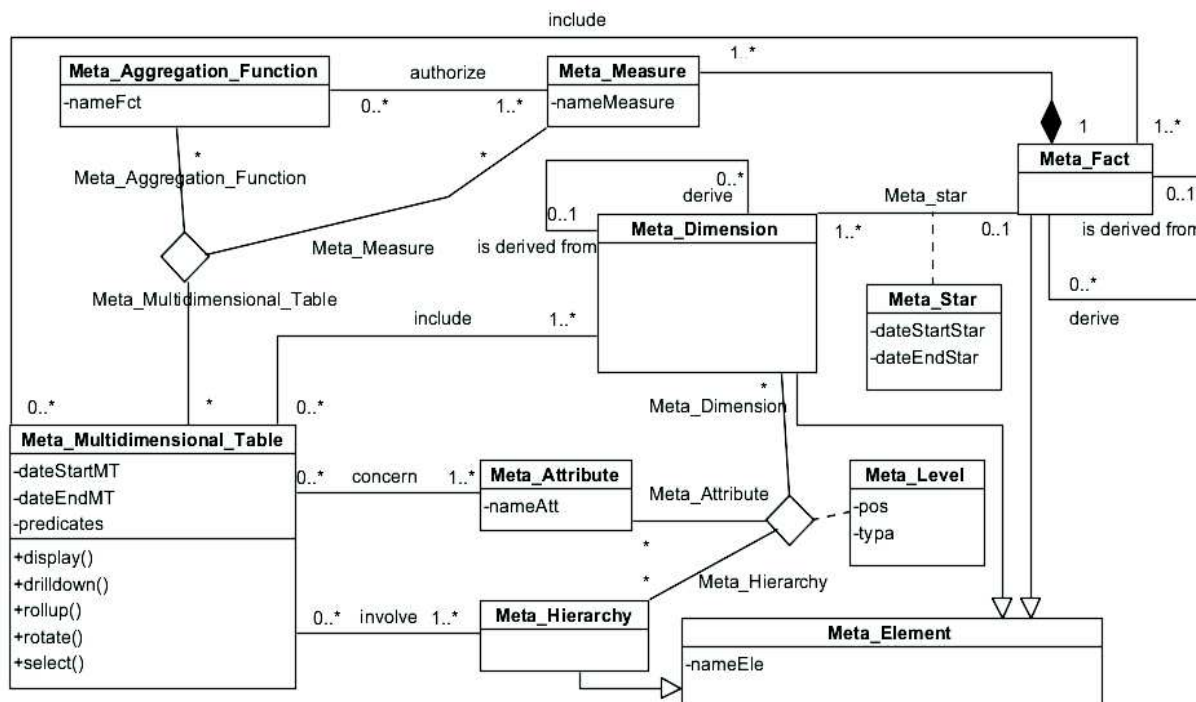 include
Meta_Aggregation_Function
-nameFct
authorize
0..*
1..*
Meta_Measure
-nameMeasure
1..*
1
1..*
Meta_Fact
*
Meta_Aggregation_Function
*
Meta_Measure
Meta_Multidimensional_Table
0..*
derive
0..1
is derived from
Meta_Dimension
Meta_star
1..*
0..1
0..1
is derived from
0..*
derive
Meta_Star
-dateStartStar
-dateEndStar
include
1..*
0..*
*
0..*
Meta_Multidimensional_Table
-dateStartMT
-dateEndMT
-predicates
+display()
+drilldown()
+rollup()
+rotate()
+select()
0..*
concern
1..*
Meta_Attribute
-nameAtt
*
Meta_Dimension
Meta_Attribute
*
Meta_Level
-pos
-typa
*
Meta_Hierarchy
0..*
involve
1..*
Meta_Hierarchy
Meta_Element
-nameEle